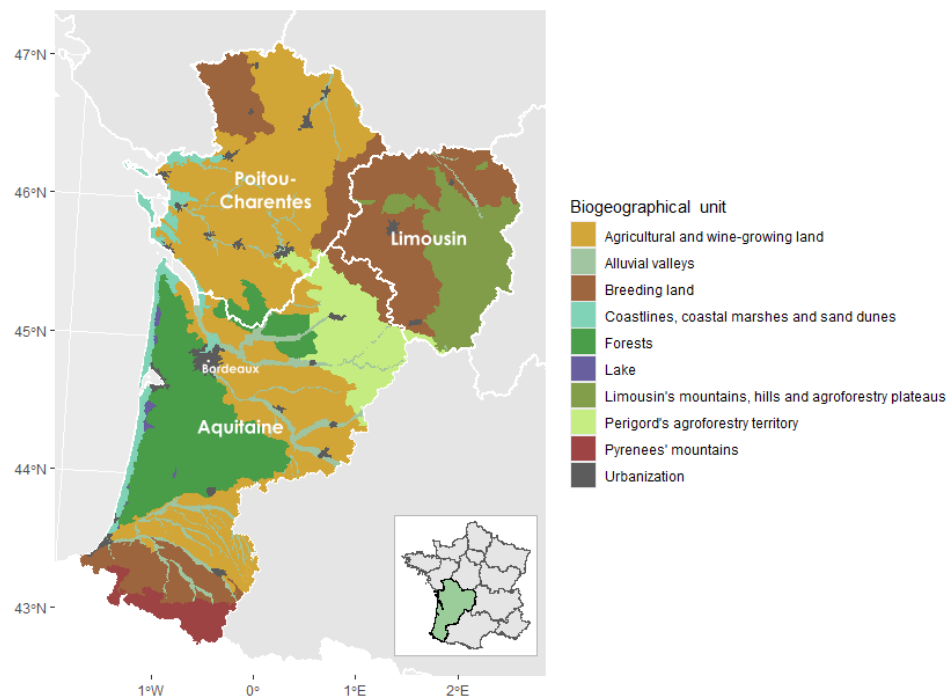 47°N
46°N
45°N
44°N
43°N
1°W
0°
1°E
2°E
Poitou-
Charentes
Limousin
Bordeaux
Aquitaine
Biogeographical unit
Agricultural and wine-growing land
Alluvial valleys
Breeding land
Coastlines, coastal marshes and sand dunes
Forests
Lake
Limousin's mountains, hills and agroforestry plateaus
Perigord's agroforestry territory
Pyrenees' mountains
Urbanization